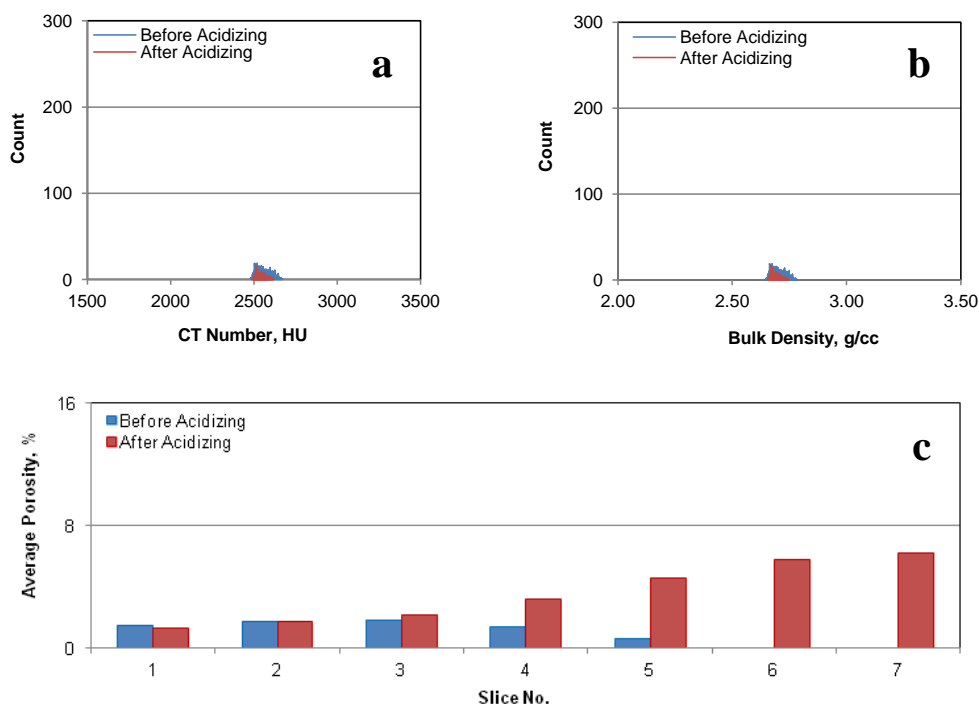 300
200
100
0
Count
Before Acidizing
After Acidizing
a
1500 2000 2500 3000 3500
CT Number, HU
300
200
100
0
Count
Before Acidizing
After Acidizing
b
2.00 2.50 3.00 3.50
Bulk Density, g/cc
16
8
0
Average Porosity, %
Before Acidizing
After Acidizing
c
1 2 3 4 5 6 7
Slice No.